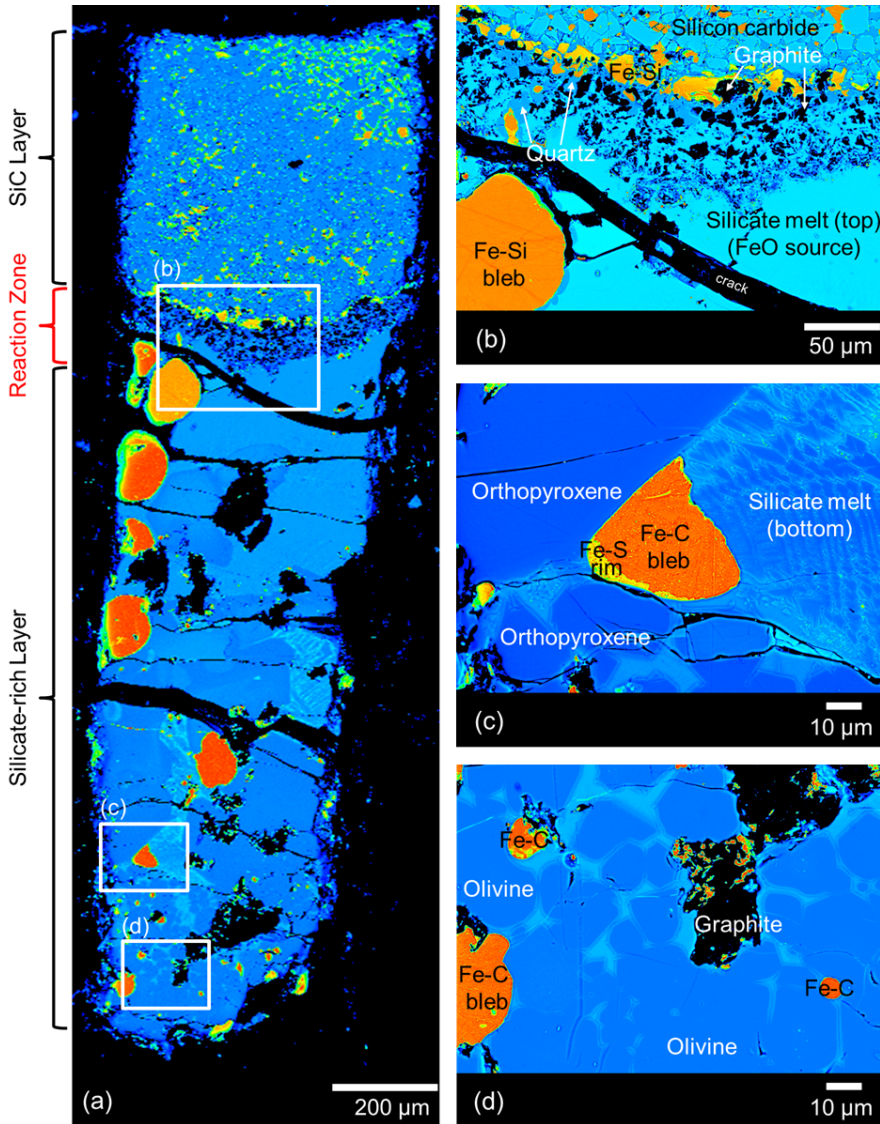 SiC Layer
Reaction Zone
Silicate-rich Layer
(b)
(c)
(d)
(a)
200 µm
Silicon carbide
Graphite
Fe-Si
Quartz
Fe-Si
bleb
Silicate melt (top)
(FeO source)
crack
(b)
50 µm
Orthopyroxene
Silicate melt
(bottom)
Fe-C
bleb
Fe-S
rim
Orthopyroxene
(c)
10 µm
Fe-C
Olivine
Graphite
Fe-C
bleb
Fe-C
Olivine
(d)
10 µm